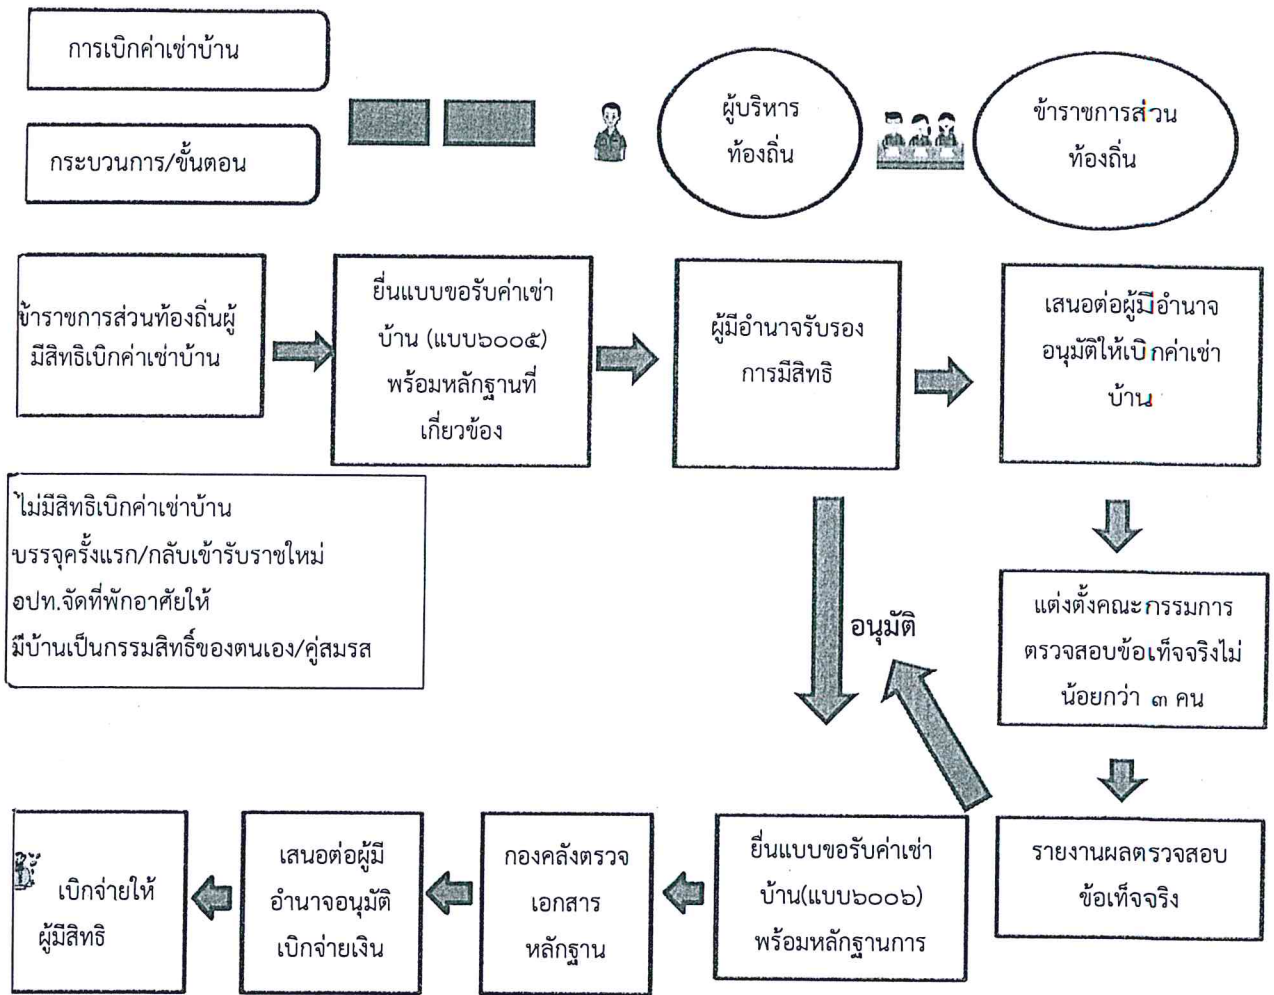 การเบิกค่าเช่าบ้าน
กระบวนการ/ขั้นตอน
ผู้บริหาร
ท้องถิ่น
ข้าราชการส่วน
ท้องถิ่น
ข้าราชการส่วนท้องถิ่นผู้
มีสิทธิเบิกค่าเช่าบ้าน
ยื่นแบบขอรับค่าเช่า
บ้าน (แบบ๖๐๐๕)
พร้อมหลักฐานที่
เกี่ยวข้อง
ผู้มีอำนาจรับรอง
การมีสิทธิ
เสนอต่อผู้มีอำนาจ
อนุมัติให้เบิกค่าเช่า
บ้าน
ไม่มีสิทธิเบิกค่าเช่าบ้าน
บรรจุครั้งแรก/กลับเข้ารับราชใหม่
อปท.จัดที่พักอาศัยให้
มีบ้านเป็นกรรมสิทธิ์ของตนเอง/คู่สมรส
อนุมัติ
แต่งตั้งคณะกรรมการ
ตรวจสอบข้อเท็จจริงไม่
น้อยกว่า ๓ คน
รายงานผลตรวจสอบ
ข้อเท็จจริง
ยื่นแบบขอรับค่าเช่า
บ้าน(แบบ๖๐๐๖)
พร้อมหลักฐานการ
กองคลังตรวจ
เอกสาร
หลักฐาน
เสนอต่อผู้มี
อำนาจอนุมัติ
เบิกจ่ายเงิน
เบิกจ่ายให้
ผู้มีสิทธิ